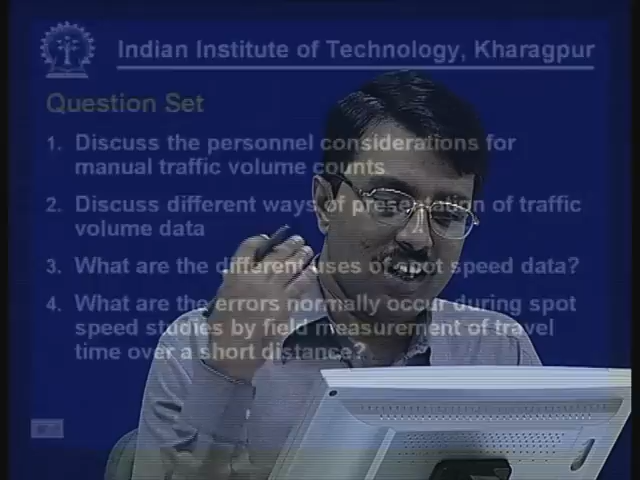 Indian Institute of Technology, Kharagpur
Question Set
1. Discuss the personnel considerations for
manual traffic volume counts
2. Discuss different ways of presentation of traffic
volume data
3. What are the different uses of spot speed data?
4. What are the errors normally occur during spot
speed studies by field measurement of travel
time over a short distance?